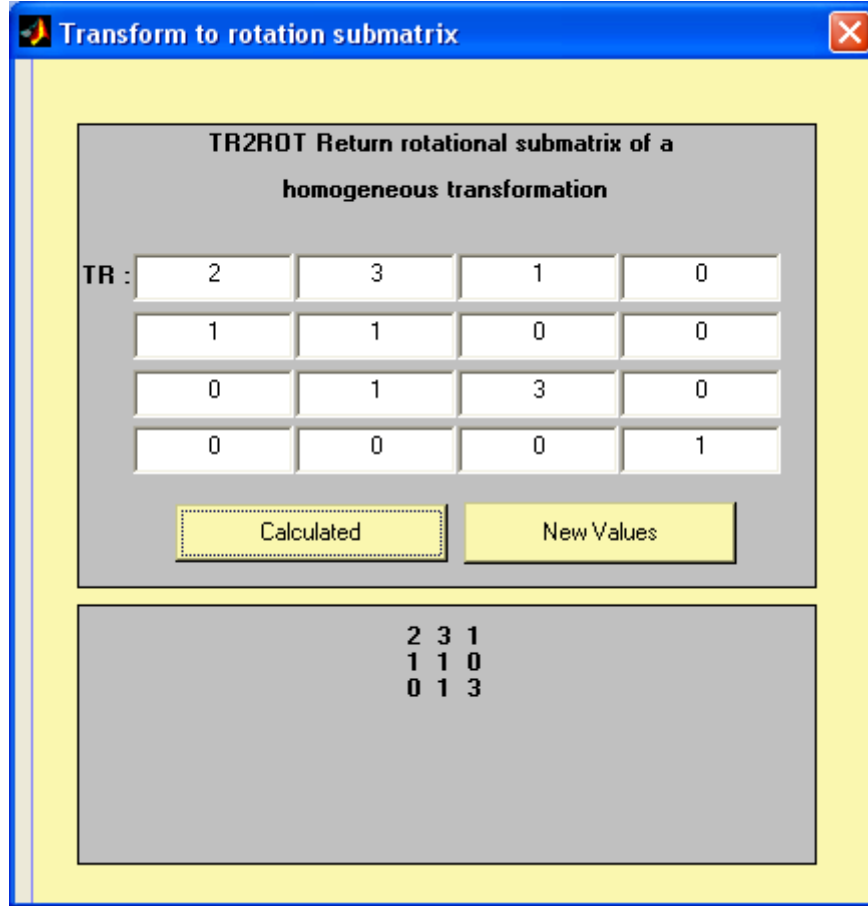 Transform to rotation submatrix
TR2ROT Return rotational submatrix of a
homogeneous transformation
TR : 2 3 1 0
1 1 0 0
0 1 3 0
0 0 0 1
Calculated New Values
2 3 1
1 1 0
0 1 3